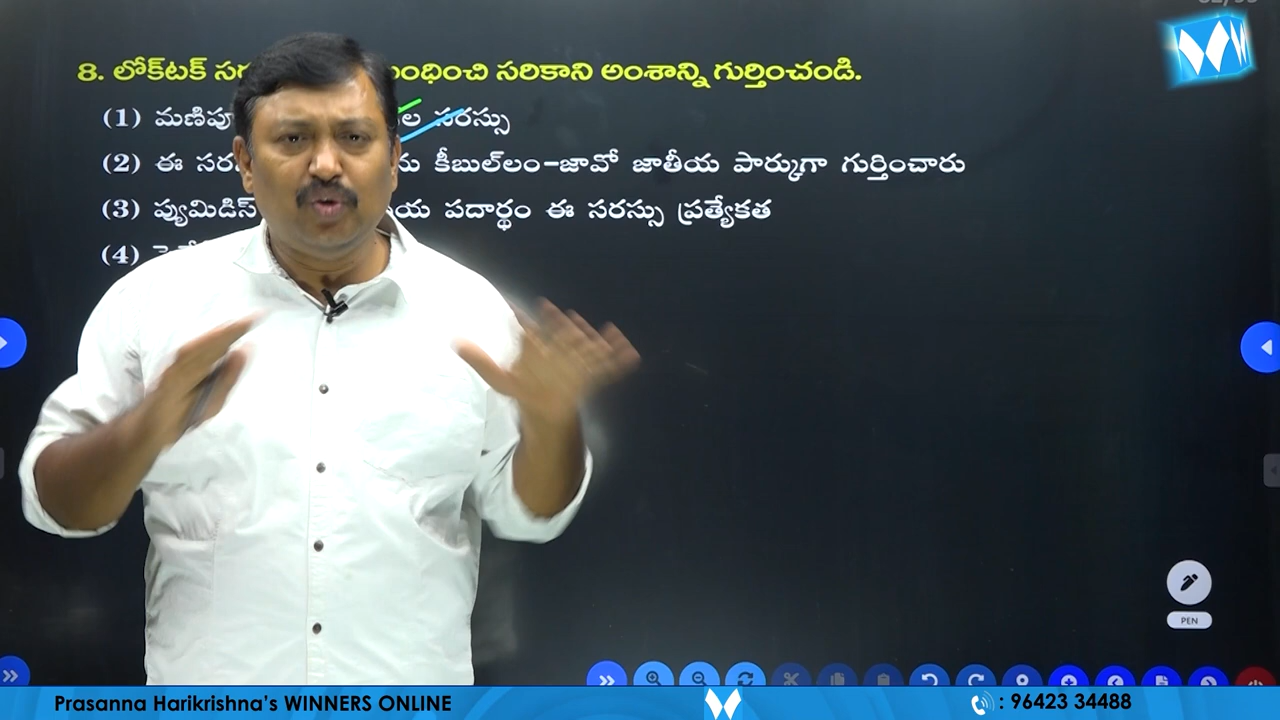 8. లోక్‌టక్ సర ంధించి సరికాని అంశాన్ని గుర్తించండి.
(1) మణిపూ ల సరస్సు
(2) ఈ సర ను కీబుల్‌లం-జావో జాతీయ పార్కుగా గుర్తించారు
(3) ప్యుమిడిస్ య పదార్థం ఈ సరస్సు ప్రత్యేకత
(4)
PEN
Prasanna Harikrishna's WINNERS ONLINE : 96423 34488